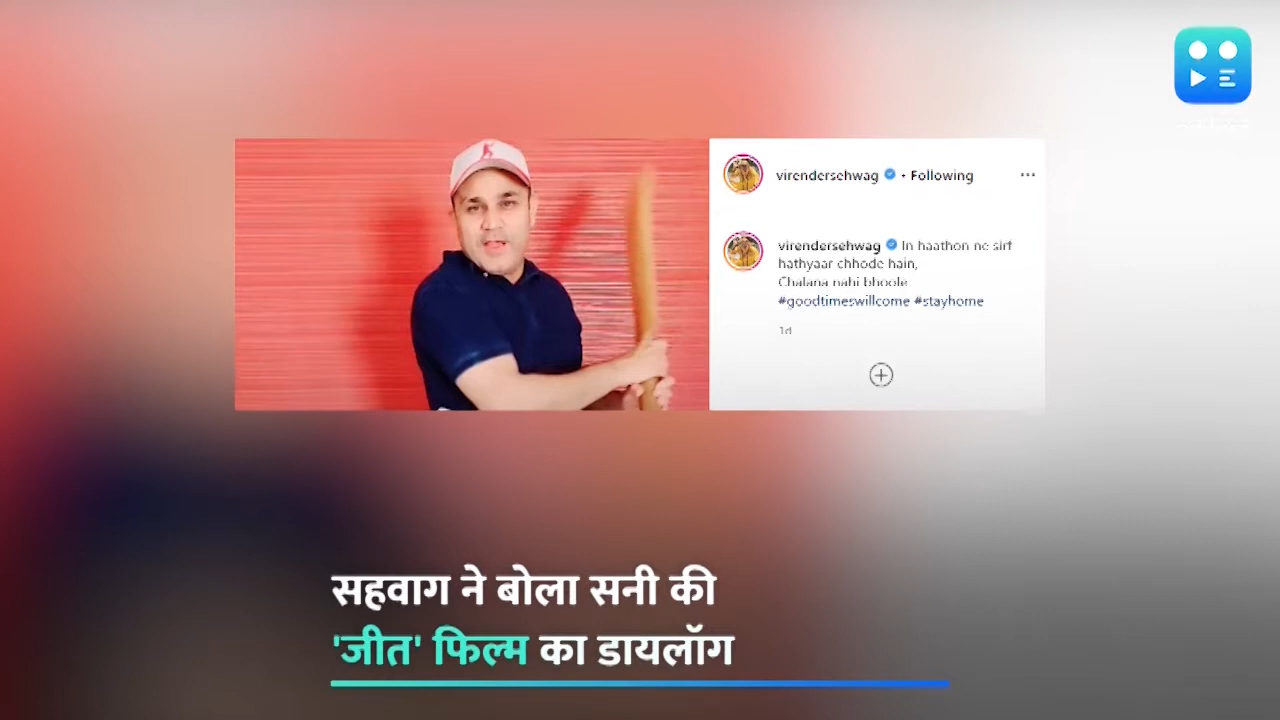 virendersehwag • Following
virendersehwag In haathon ne sirf
hathyaar chhode hain,
Chalana nahi bhoole
#goodtimeswillcome #stayhome
1d
सहवाग ने बोला सनी की
'जीत' फिल्म का डायलॉग